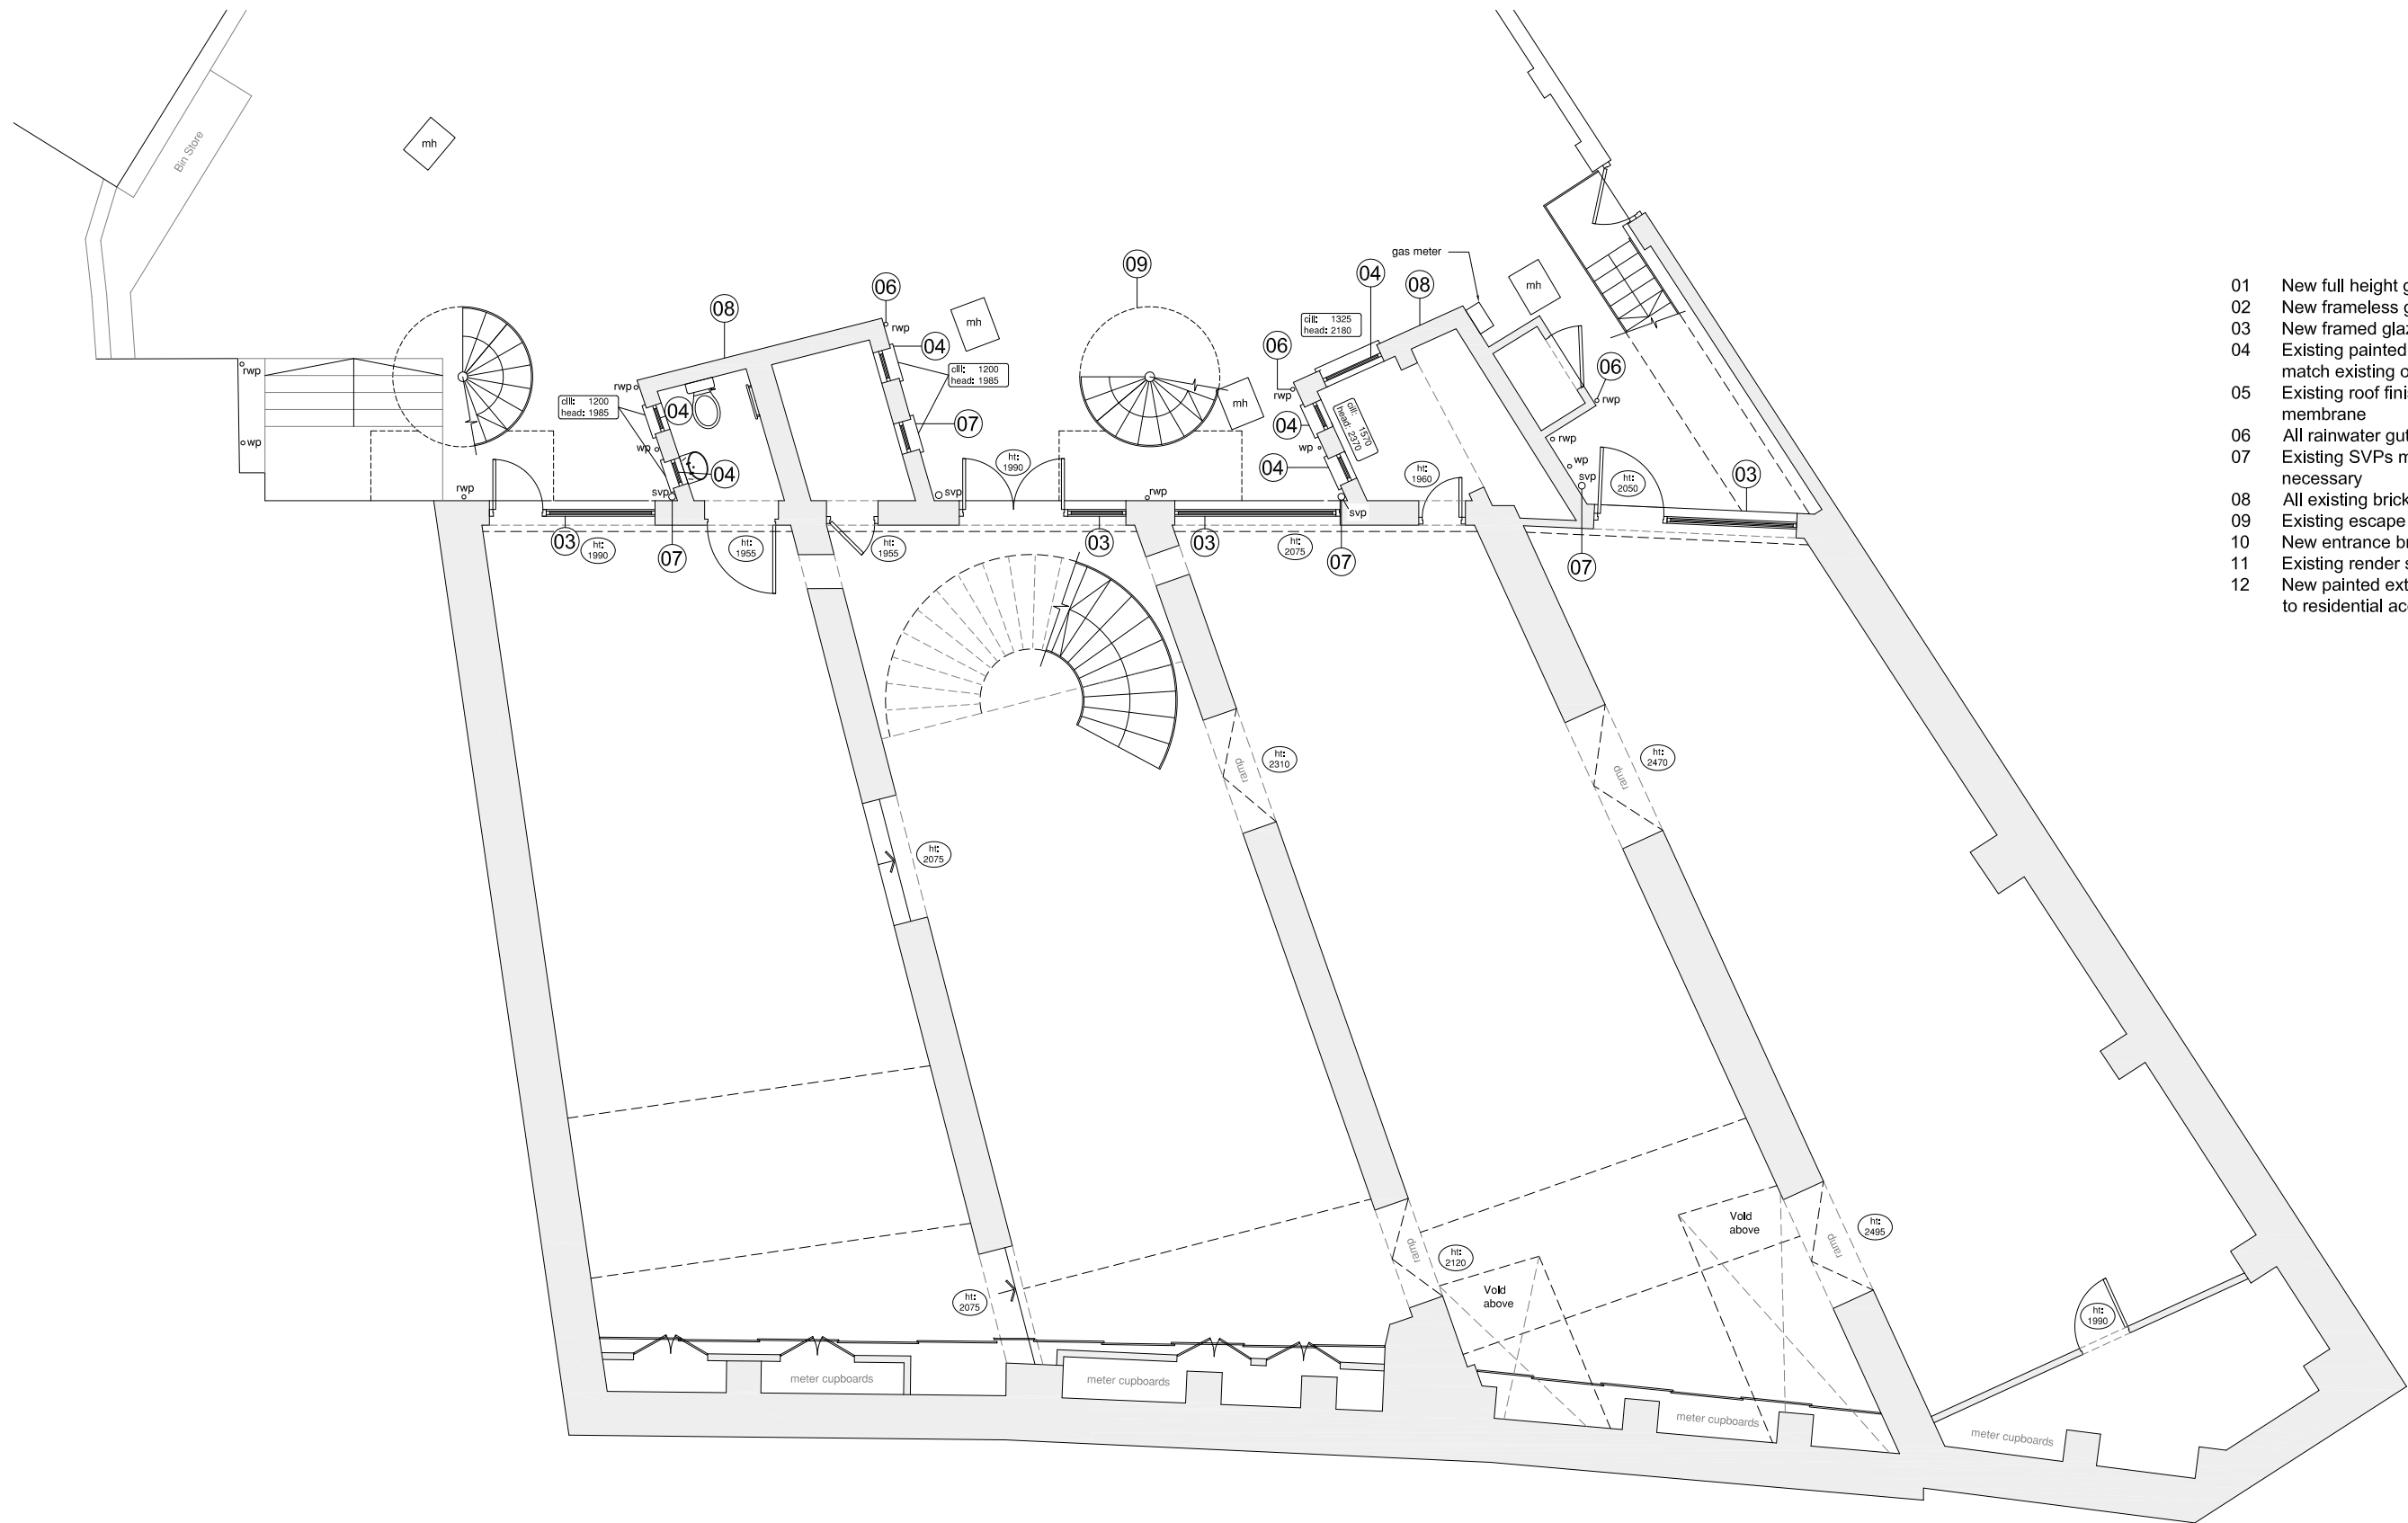 Bin Store
mh
09
gas meter
04
08
mh
06
08
rwp
mh
04
cill: 1325
head: 2180
06
rwp
06
rwp
rwp
rwp
cill: 1200
head: 1985
cill: 1200
head: 1985
04
07
mh
04
cill: 1570
head: 2370
wp
wp
wp
04
04
rwp
wp
svp
03
rwp
svp
svp
ht:
1990
rwp
svp
ht:
1960
ht:
2050
03
ht:
1990
07
ht:
1955
ht:
1955
03
03
ht:
2075
07
07
ramp
ht:
2310
ramp
ht:
2470
ht:
2075
ramp
ht:
2120
Void
above
Void
above
ramp
ht:
2495
ht:
2075
ht:
1990
meter cupboards
meter cupboards
meter cupboards
meter cupboards
01 New full height g
02 New frameless g
03 New framed glaz
04 Existing painted
match existing o
05 Existing roof finis
membrane
06 All rainwater gut
07 Existing SVPs m
necessary
08 All existing brick
09 Existing escape
10 New entrance br
11 Existing render s
12 New painted ext
to residential acc